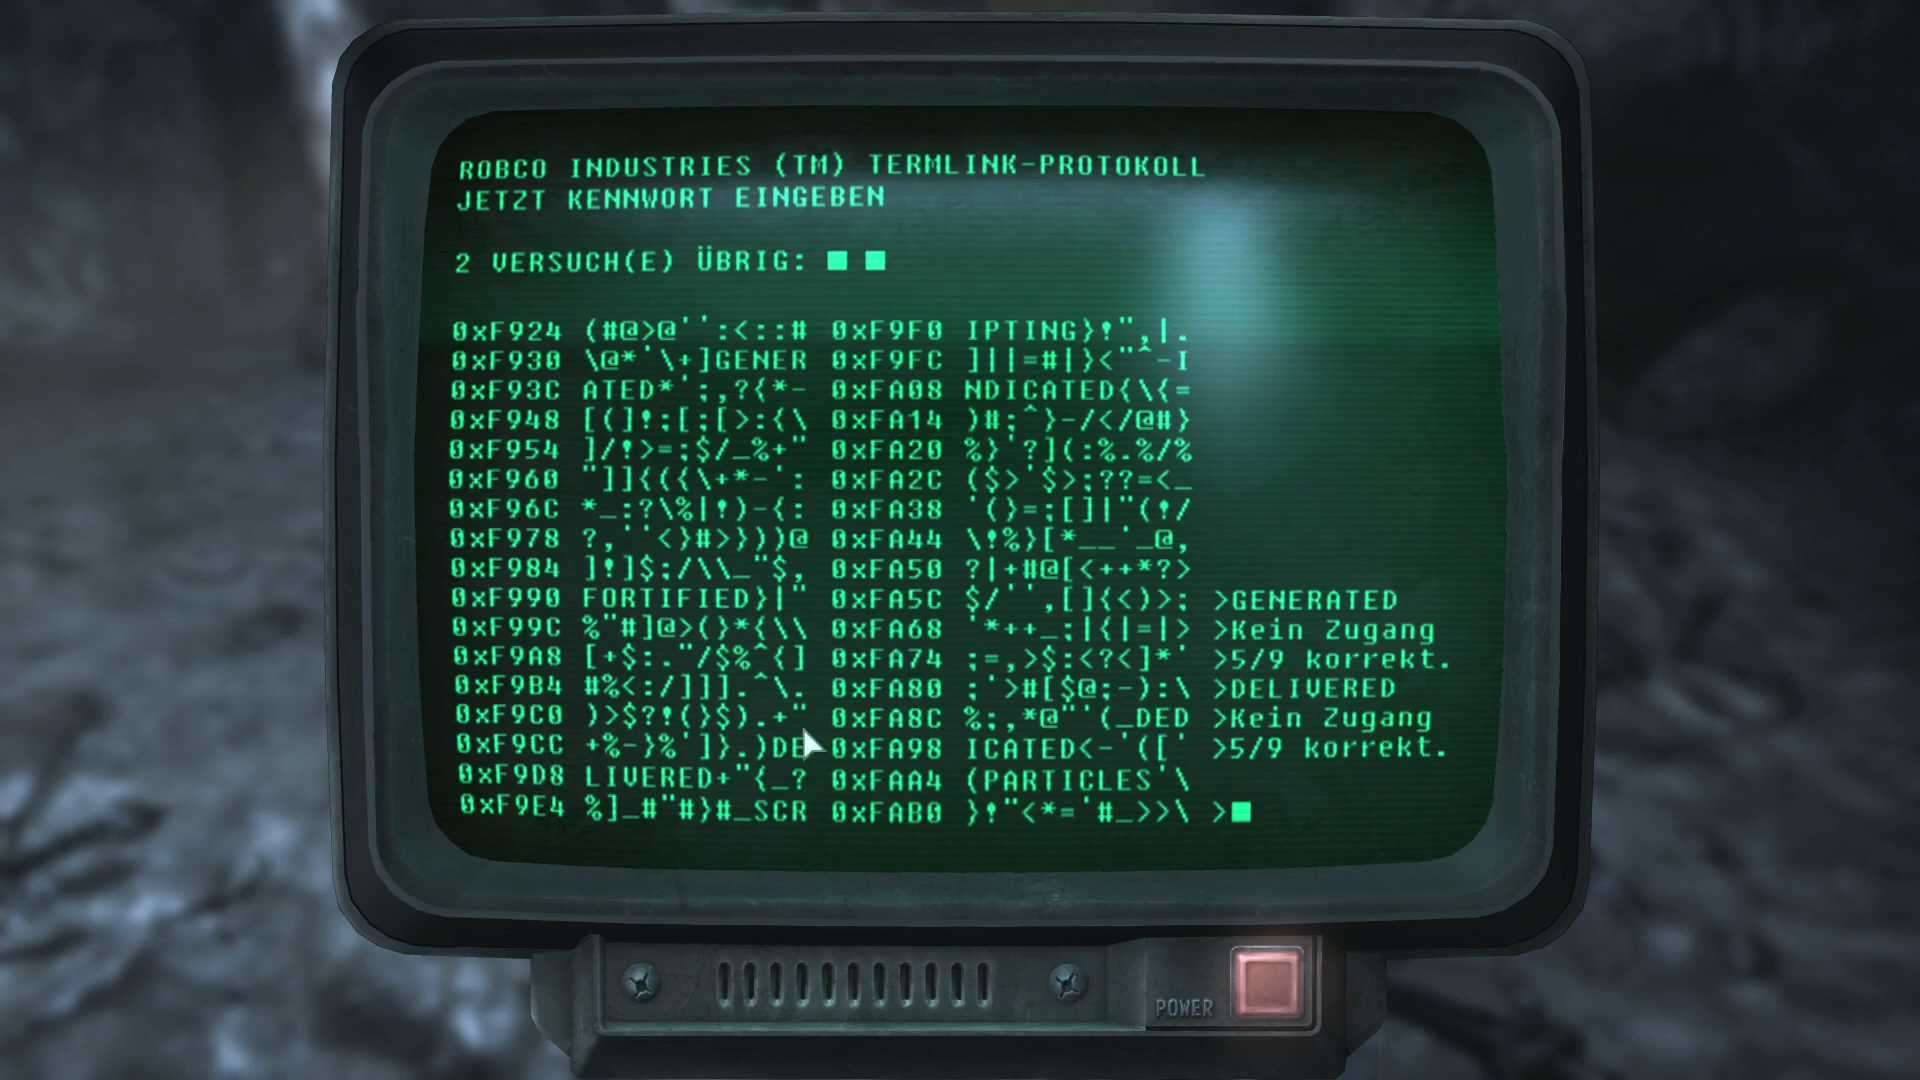 ROBCO INDUSTRIES (TM) TERMLINK-PROTOKOLL
JETZT KENNWORT EINGEBEN
2 VERSUCH(E) ÜBRIG: ■ ■
0xF924 (#@>@'':<::# 0xF9F0 IPTING}!",|.
0xF930 \@*'\+]GENER 0xF9FC ]||=#|}<"^-I
0xF93C ATED*';,?{*- 0xFA08 NDICATED{\{=
0xF948 [(]!;[;[>:{\ 0xFA14 )#;^}-/</@#}
0xF954 ]/!>=;$/_%+" 0xFA20 %}'?](:%.%/%
0xF960 "]]{({\+*-': 0xFA2C ($>'$>;??=<_
0xF96C *_:?\%|!)-{: 0xFA38 '(}=;[]|"(!/
0xF978 ?,''<}#>}))@ 0xFA44 \!%}[*__'_@,
0xF984 ]!]$;/\\_"$, 0xFA50 ?|+#@[<++*?>
0xF990 FORTIFIED}|" 0xFA5C $/'',[]{<)>; >GENERATED
0xF99C %"#]@>(}*{\\ 0xFA68 '*++_;|{|=|> >Kein Zugang
0xF9A8 [+$:."/$%^{] 0xFA74 ;=,>$:<?<]*' >5/9 korrekt.
0xF9B4 #%<:/]]].^\. 0xFA80 ;'>#[$@;-):\ >DELIVERED
0xF9C0 )>$?!(}$).+" 0xFA8C %;,*@"'(_DED >Kein Zugang
0xF9CC +%-}%']}.)DE 0xFA98 ICATED<-'([' >5/9 korrekt.
0xF9D8 LIVERED+"{_? 0xFAA4 (PARTICLES'\
0xF9E4 %]_#"#}#_SCR 0xFAB0 }!"<*='#_>>\ >■
POWER